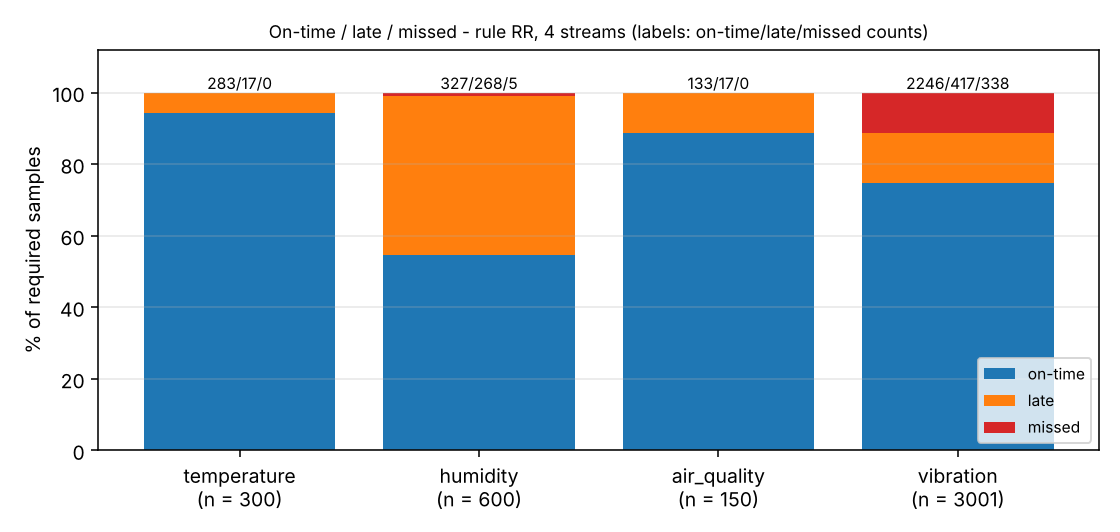 On-time / late / missed - rule RR, 4 streams (labels: on-time/late/missed counts)
% of required samples
100
80
60
40
20
0
283/17/0
327/268/5
133/17/0
2246/417/338
on-time
late
missed
temperature
(n = 300)
humidity
(n = 600)
air_quality
(n = 150)
vibration
(n = 3001)